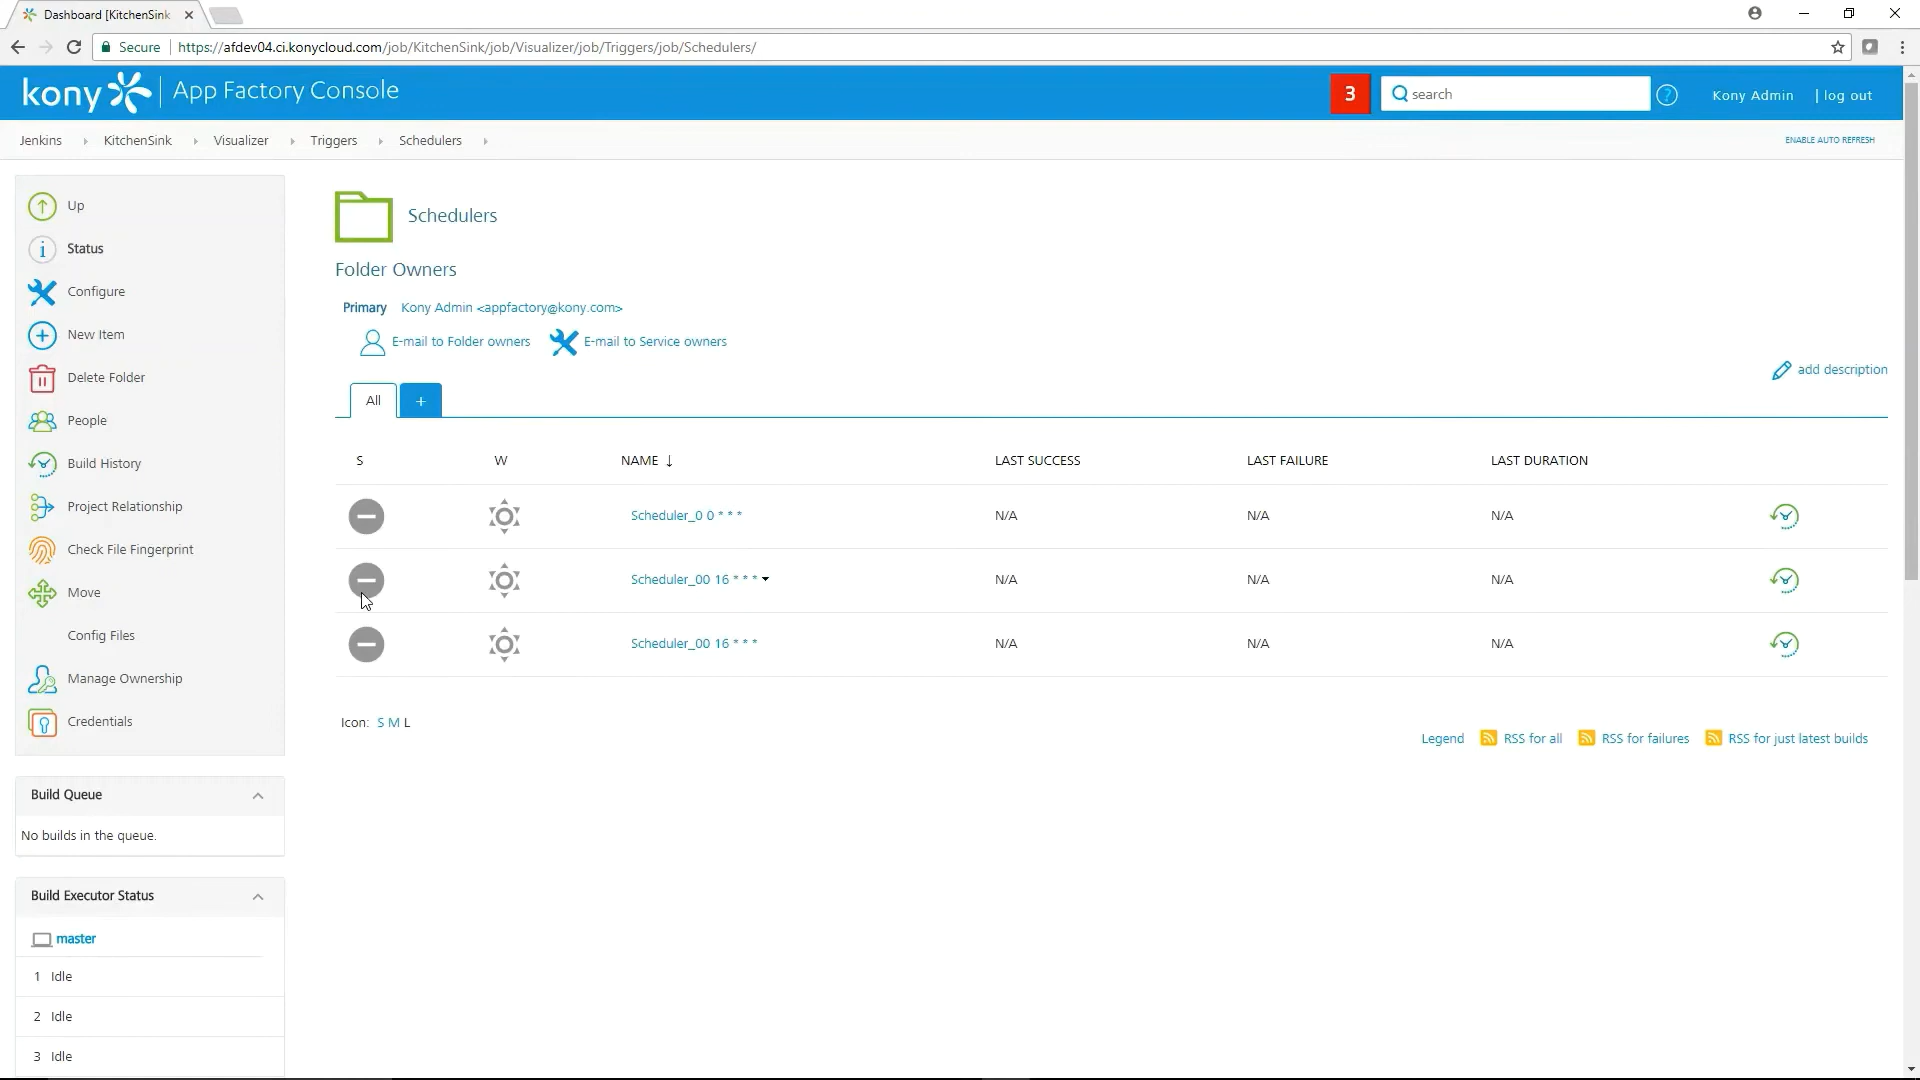 Dashboard [KitchenSink
Secure
https://afdev04.ci.konycloud.com/job/KitchenSink/job/Visualizer/job/Triggers/job/Schedulers/
kony App Factory Console
3
search
?
Kony Admin | log out
Jenkins KitchenSink Visualizer Triggers Schedulers
ENABLE AUTO REFRESH
Up
Status
Configure
New Item
Delete Folder
People
Build History
Project Relationship
Check File Fingerprint
Move
Config Files
Manage Ownership
Credentials
Build Queue
No builds in the queue.
Build Executor Status
master
1 Idle
2 Idle
3 Idle
Schedulers
Folder Owners
Primary Kony Admin <appfactory@kony.com>
E-mail to Folder owners E-mail to Service owners
add description
All +
S W NAME ↓ LAST SUCCESS LAST FAILURE LAST DURATION
Scheduler_0 0 * * * N/A N/A N/A
Scheduler_00 16 * * * N/A N/A N/A
Scheduler_00 16 * * * N/A N/A N/A
Icon: S M L
Legend RSS for all RSS for failures RSS for just latest builds